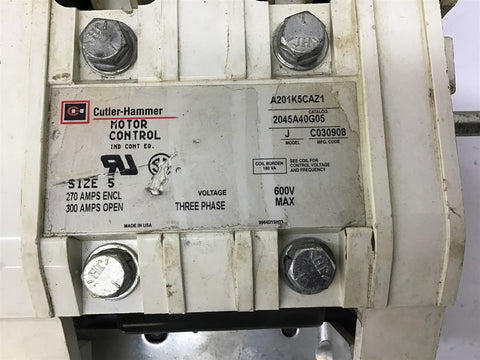 Cutler-Hammer
MOTOR
CONTROL
IND CONT EQ.
SIZE 5
270 AMPS ENCL
300 AMPS OPEN
MADE IN USA
VOLTAGE
THREE PHASE
A201K5CAZ1
CATALOG
2045A40G05
J C030908
MODEL MFG. CODE
COIL BURDEN
180 VA
SEE COIL FOR
CONTROL VOLTAGE
AND FREQUENCY
600V
MAX